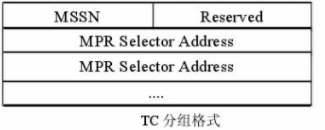 MSSN Reserved
MPR Selector Address
MPR Selector Address
....
TC 分组格式